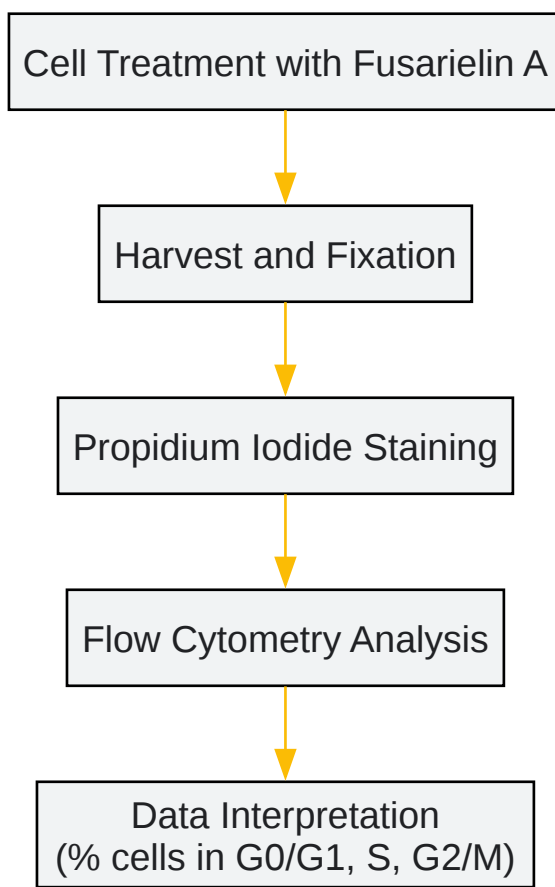 Cell Treatment with Fusarielin A
Harvest and Fixation
Propidium Iodide Staining
Flow Cytometry Analysis
Data Interpretation
(% cells in G0/G1, S, G2/M)